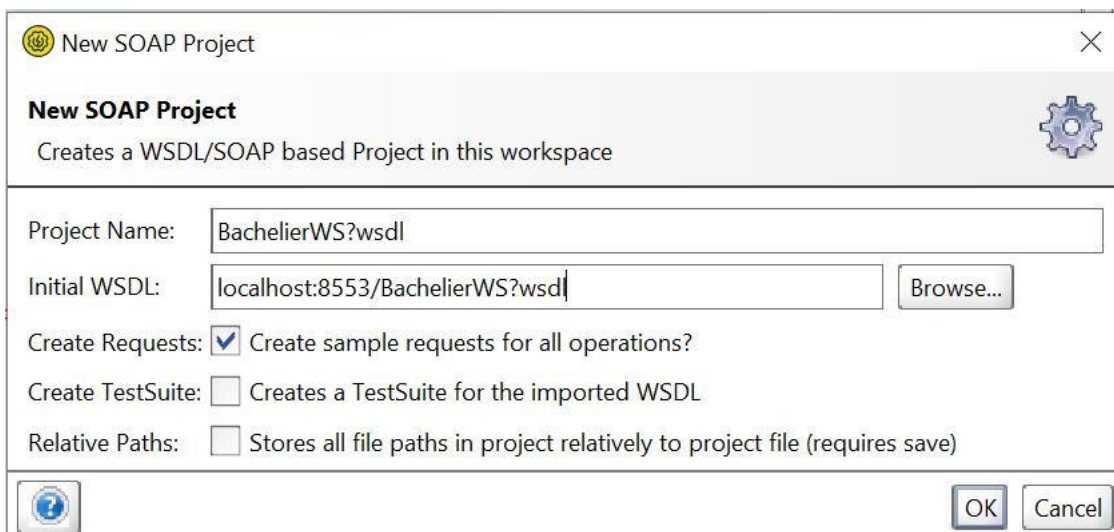 New SOAP Project
New SOAP Project
Creates a WSDL/SOAP based Project in this workspace
Project Name: BachelierWS?wsdl
Initial WSDL: localhost:8553/BachelierWS?wsdl Browse...
Create Requests: Create sample requests for all operations?
Create TestSuite: Creates a TestSuite for the imported WSDL
Relative Paths: Stores all file paths in project relatively to project file (requires save)
? OK Cancel